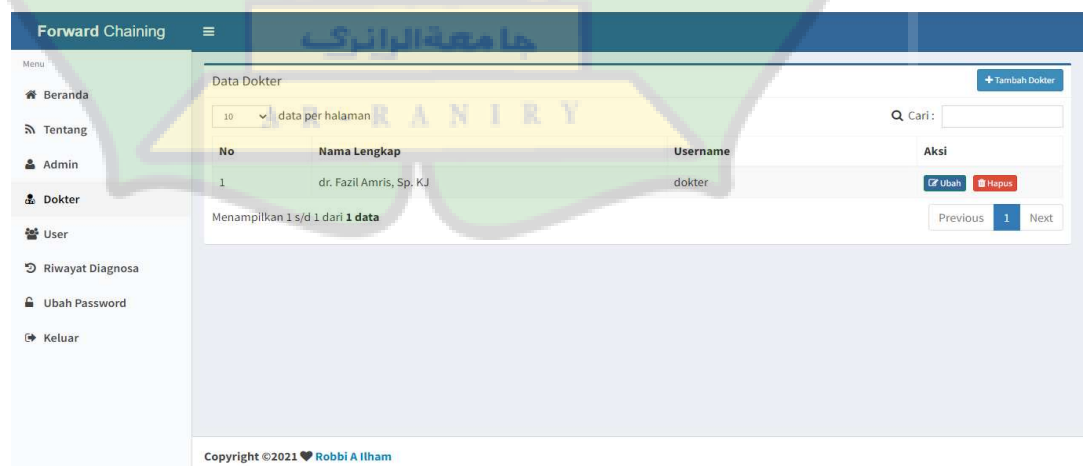 Forward Chaining
جامعة الرانري
Menu
Data Dokter
Tambah Dokter
Beranda
10 data per halaman
Cari :
A R - R A N I R Y
Tentang
No Nama Lengkap Username Aksi
Admin
1 dr. Fazil Amris, Sp. KJ dokter Ubah Hapus
Dokter
Menampilkan 1 s/d 1 dari 1 data
Previous 1 Next
User
Riwayat Diagnosa
Ubah Password
Keluar
Copyright ©2021 Robbi A Ilham